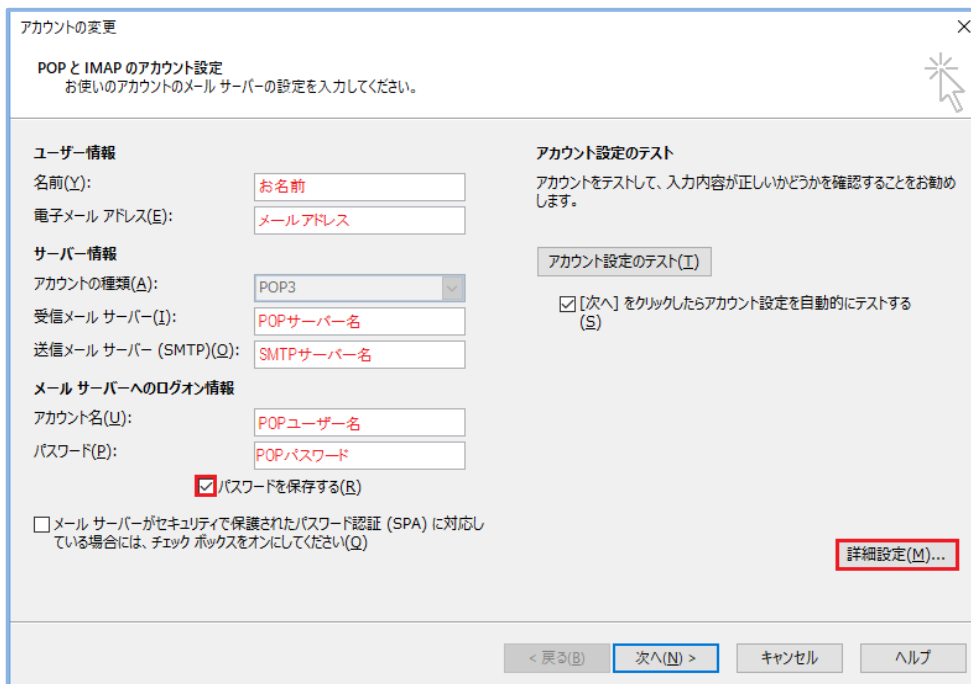 アカウントの変更
POP と IMAP のアカウント設定
お使いのアカウントのメール サーバーの設定を入力してください。
ユーザー情報
名前(Y):
お名前
電子メール アドレス(E):
メールアドレス
サーバー情報
アカウントの種類(A):
POP3
受信メール サーバー(I):
POPサーバー名
送信メール サーバー (SMTP)(O):
SMTPサーバー名
メール サーバーへのログオン情報
アカウント名(U):
POPユーザー名
パスワード(P):
POPパスワード
パスワードを保存する(R)
メール サーバーがセキュリティで保護されたパスワード認証 (SPA) に対応し
ている場合には、チェック ボックスをオンにしてください(Q)
アカウント設定のテスト
アカウントをテストして、入力内容が正しいかどうかを確認することをお勧め
します。
アカウント設定のテスト(T)
[次へ] をクリックしたらアカウント設定を自動的にテストする
(S)
詳細設定(M)...
< 戻る(B)
次へ(N) >
キャンセル
ヘルプ